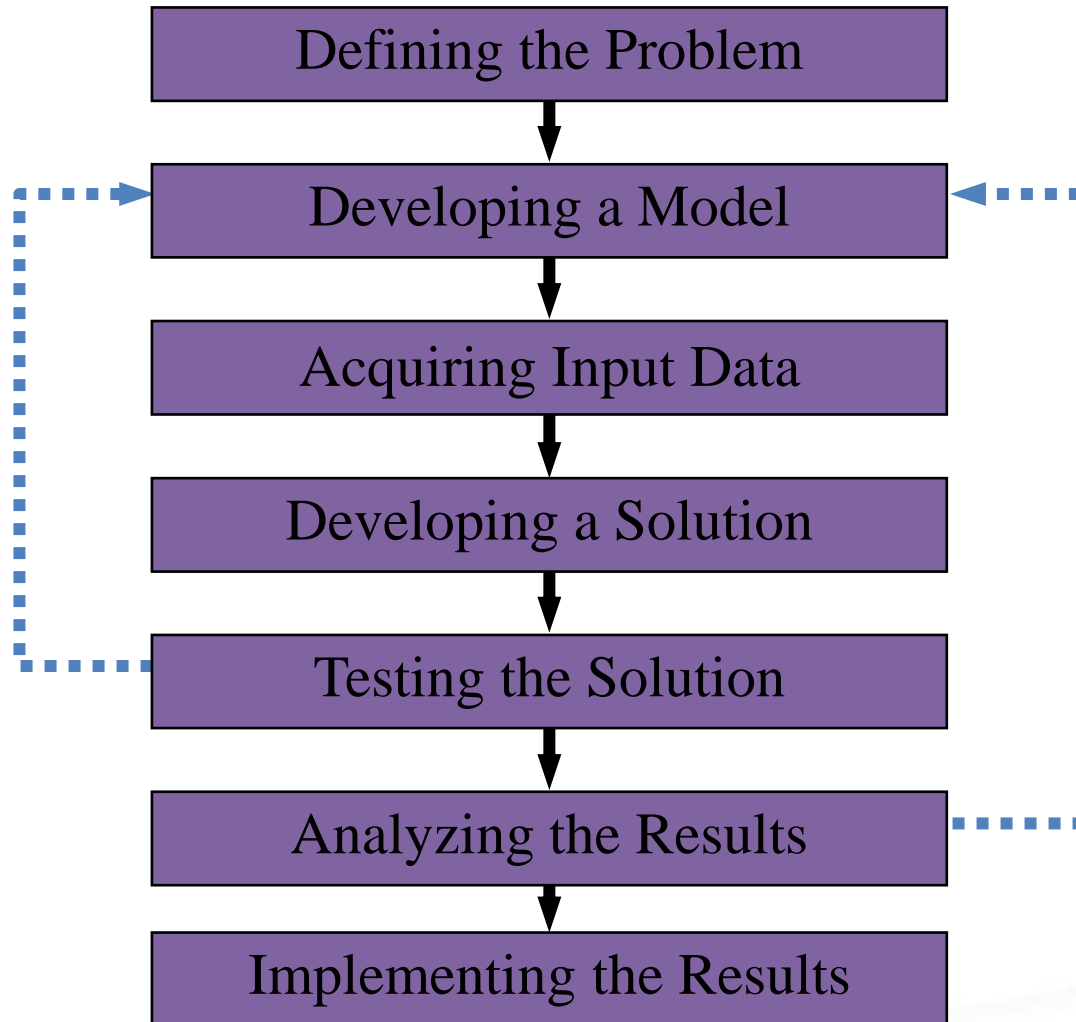 Defining the Problem
Developing a Model
Acquiring Input Data
Developing a Solution
Testing the Solution
Analyzing the Results
Implementing the Results